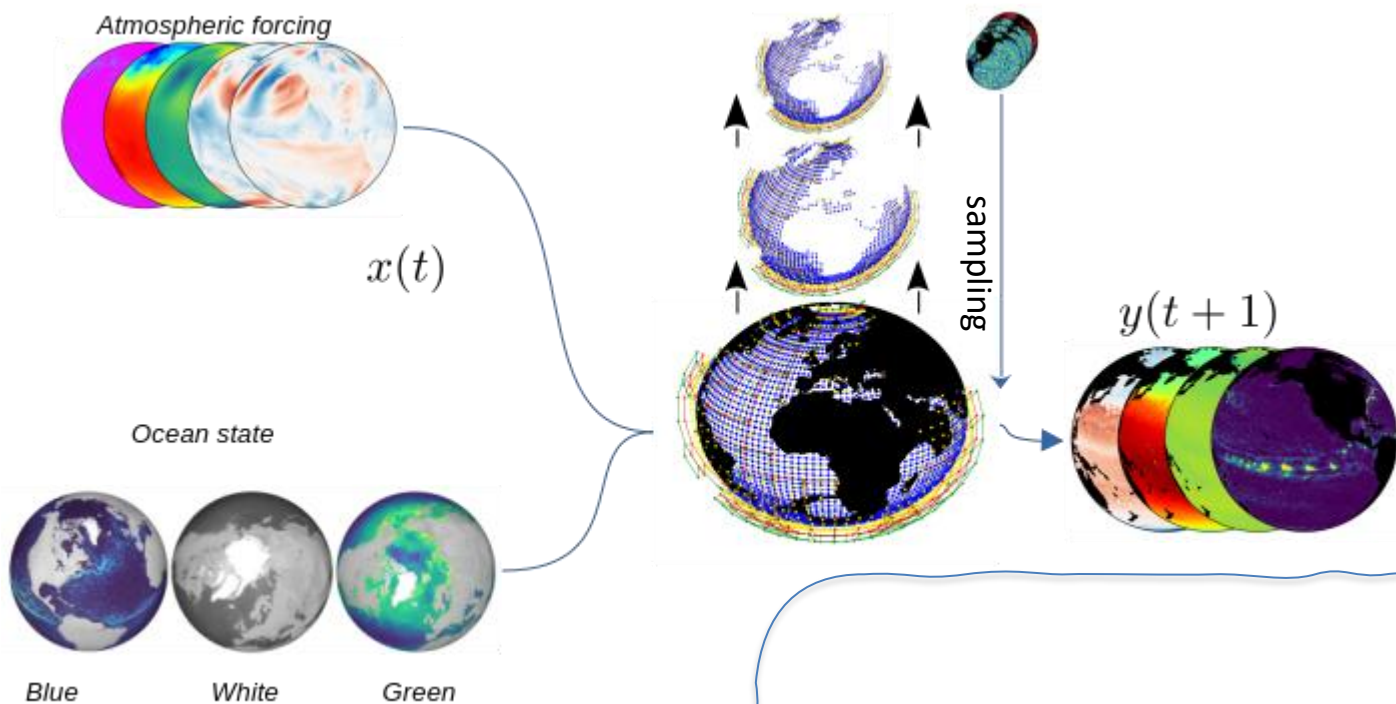 Atmospheric forcing
x(t)
sampling
y(t + 1)
Ocean state
Blue
White
Green